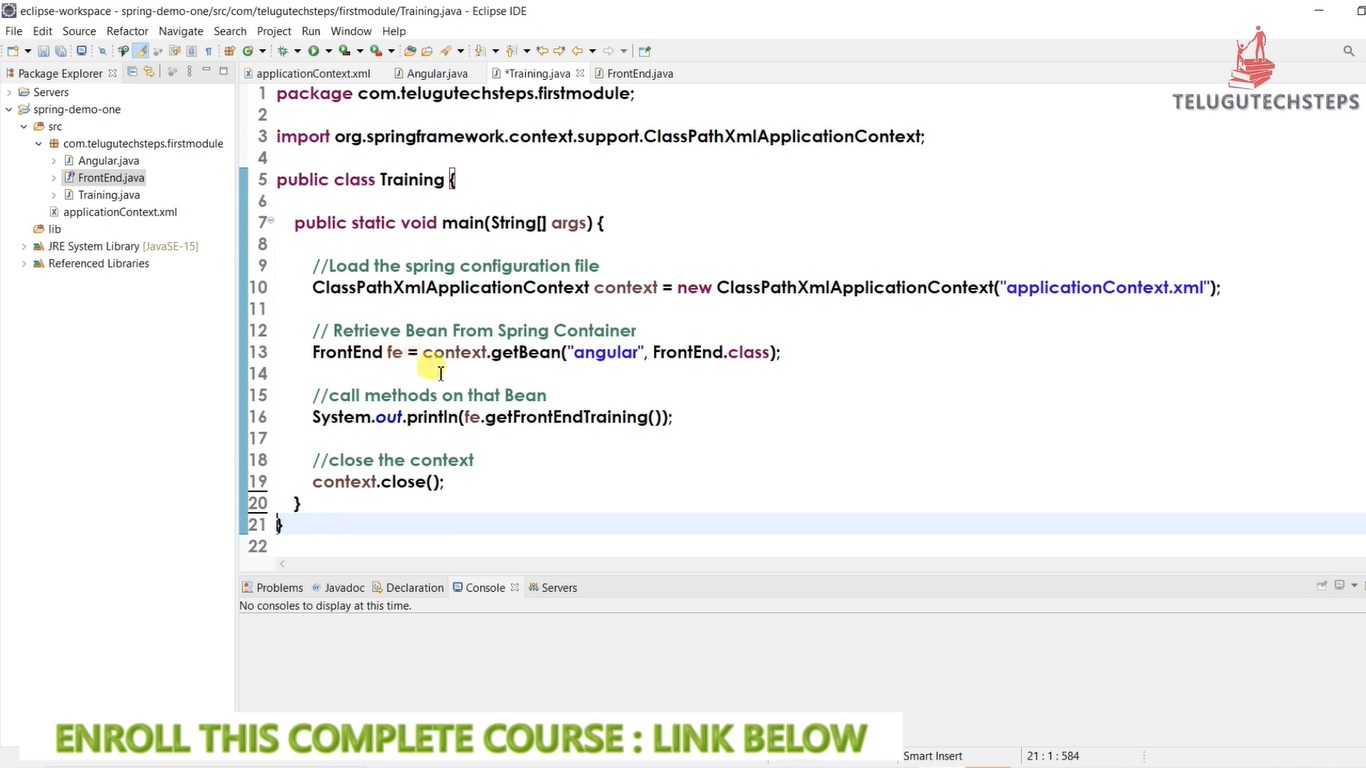 eclipse-workspace - spring-demo-one/src/com/telugutechsteps/firstmodule/Training.java - Eclipse IDE
File Edit Source Refactor Navigate Search Project Run Window Help
TELUGUTECHSTEPS
Package Explorer
applicationContext.xml Angular.java *Training.java FrontEnd.java
Servers
spring-demo-one
src
com.telugutechsteps.firstmodule
Angular.java
FrontEnd.java
Training.java
applicationContext.xml
lib
JRE System Library [JavaSE-15]
Referenced Libraries
1 package com.telugutechsteps.firstmodule;
2
3 import org.springframework.context.support.ClassPathXmlApplicationContext;
4
5 public class Training {
6
7 public static void main(String[] args) {
8
9 //Load the spring configuration file
10 ClassPathXmlApplicationContext context = new ClassPathXmlApplicationContext("applicationContext.xml");
11
12 // Retrieve Bean From Spring Container
13 FrontEnd fe = context.getBean("angular", FrontEnd.class);
14
15 //call methods on that Bean
16 System.out.println(fe.getFrontEndTraining());
17
18 //close the context
19 context.close();
20 }
21 }
22
Problems Javadoc Declaration Console Servers
No consoles to display at this time.
ENROLL THIS COMPLETE COURSE : LINK BELOW
Smart Insert 21 : 1 : 584